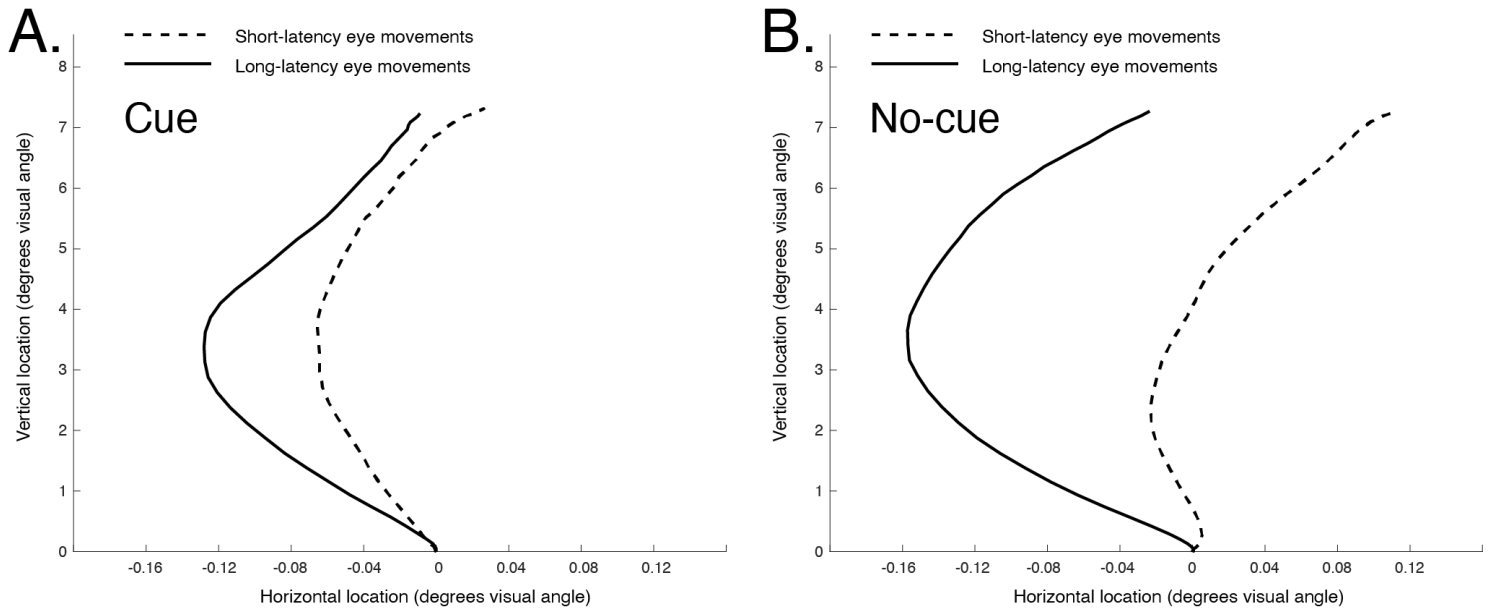 A.
Short-latency eye movements
Long-latency eye movements
Cue
8
7
6
5
4
3
2
1
0
Vertical location (degrees visual angle)
-0.16 -0.12 -0.08 -0.04 0 0.04 0.08 0.12
Horizontal location (degrees visual angle)
B.
Short-latency eye movements
Long-latency eye movements
No-cue
8
7
6
5
4
3
2
1
0
Vertical location (degrees visual angle)
-0.16 -0.12 -0.08 -0.04 0 0.04 0.08 0.12
Horizontal location (degrees visual angle)